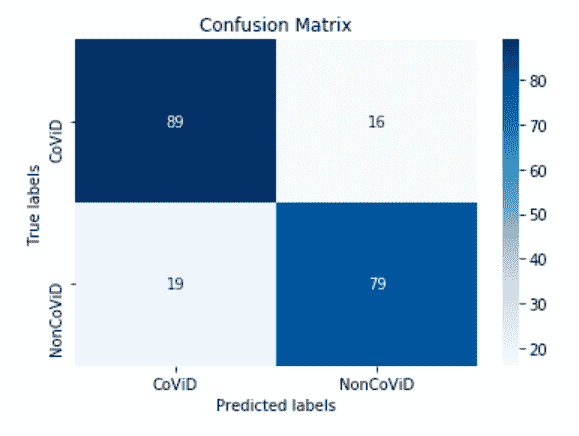 Confusion Matrix
True labels
CoViD
NonCoViD
89
16
19
79
CoViD
NonCoViD
Predicted labels
80
70
60
50
40
30
20